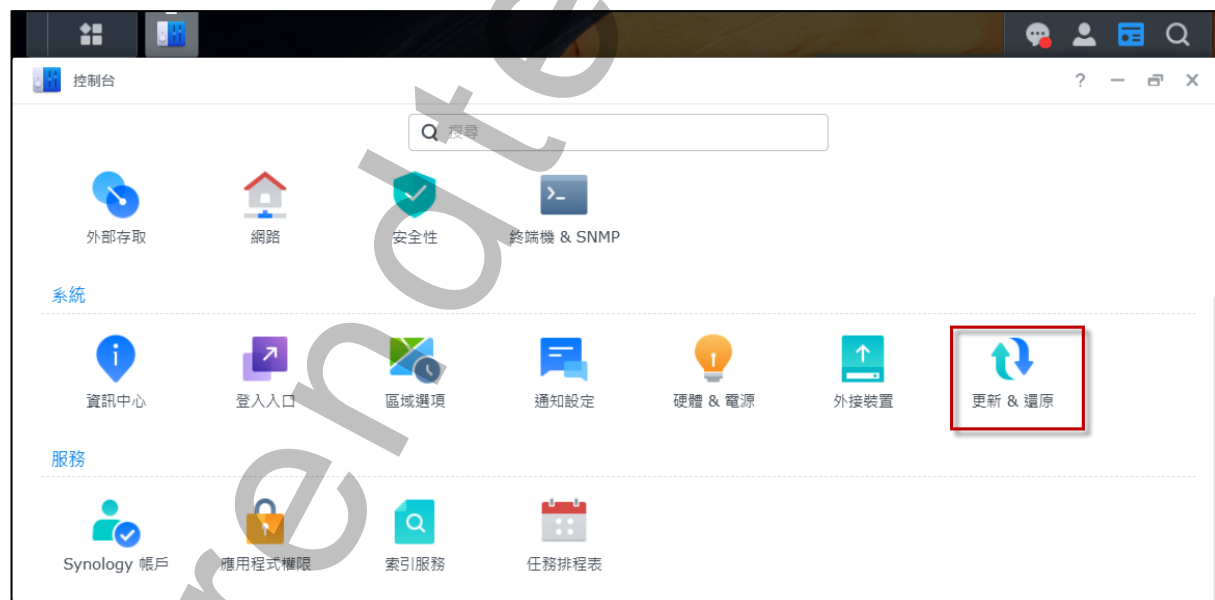 控制台
搜尋
外部存取
網路
安全性
終端機 & SNMP
系統
資訊中心
登入入口
區域選項
通知設定
硬體 & 電源
外接裝置
更新 & 還原
服務
Synology 帳戶
應用程式權限
索引服務
任務排程表
rendte